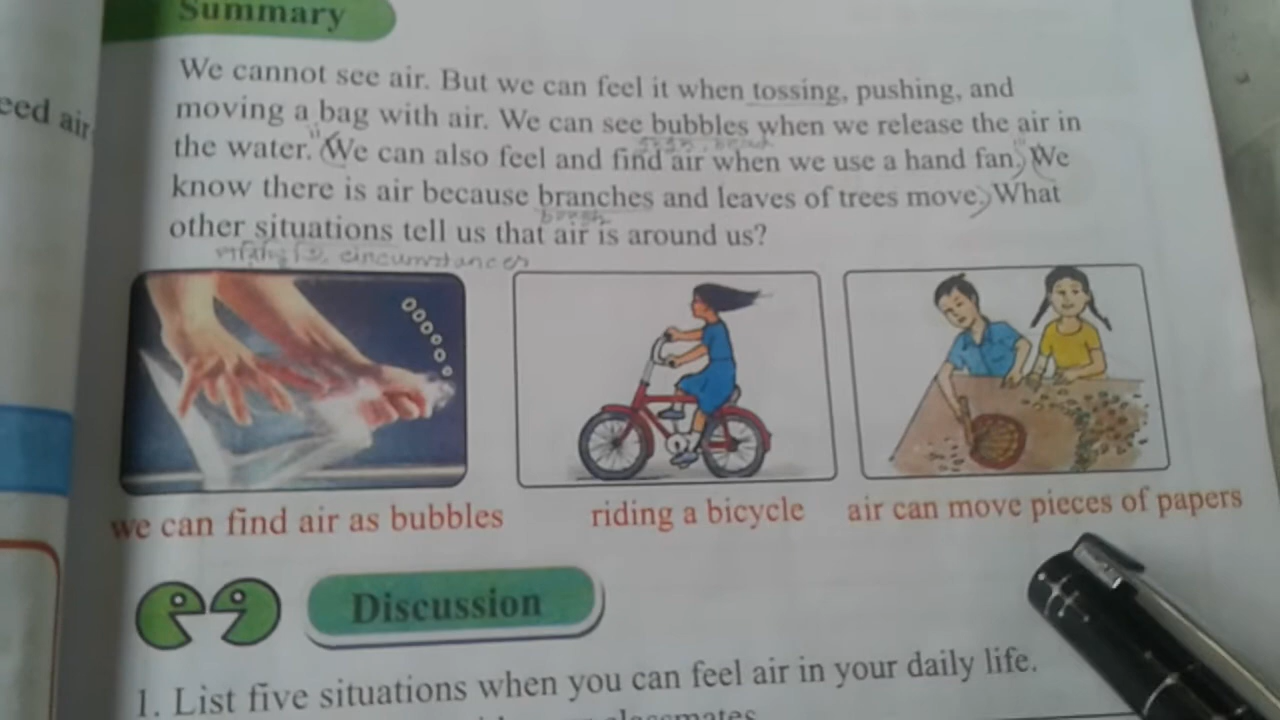 Summary
eed air
We cannot see air. But we can feel it when tossing, pushing, and
moving a bag with air. We can see bubbles when we release the air in
the water. We can also feel and find air when we use a hand fan. We
know there is air because branches and leaves of trees move. What
other situations tell us that air is around us?
circumstances
we can find air as bubbles
riding a bicycle
air can move pieces of papers
Discussion
1. List five situations when you can feel air in your daily life.
classmates